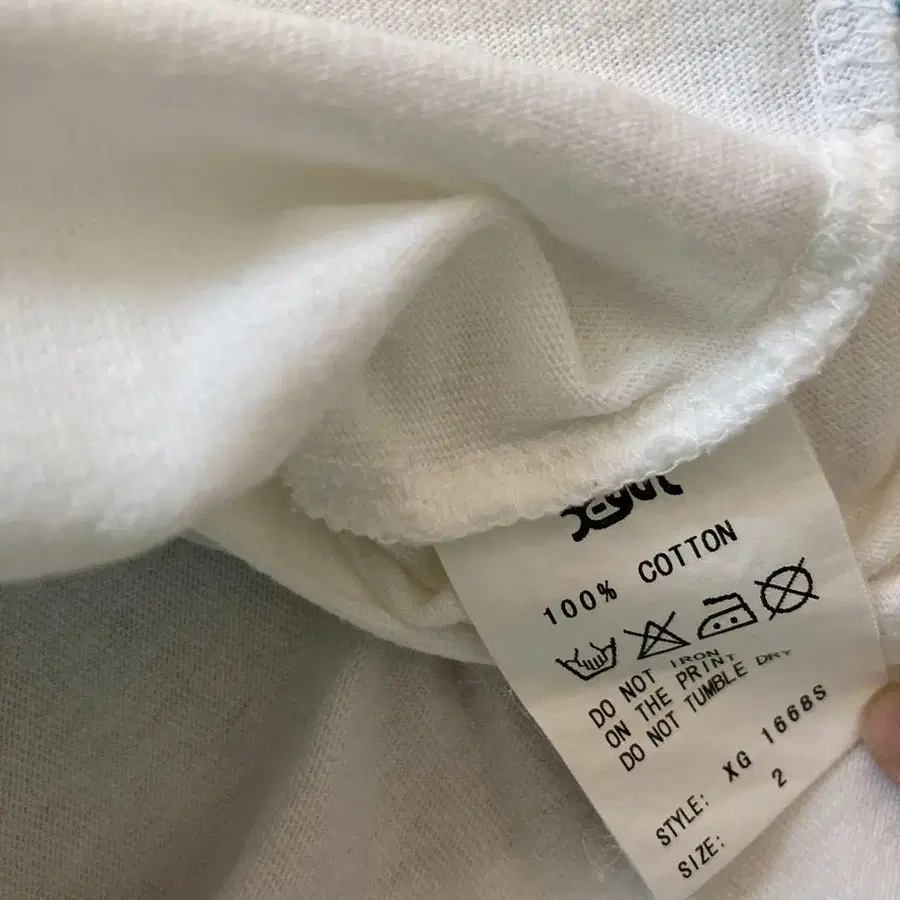 100% COTTON
DO NOT IRON
ON THE PRINT
DO NOT TUMBLE DRY
STYLE: XG 1668S
SIZE: 2